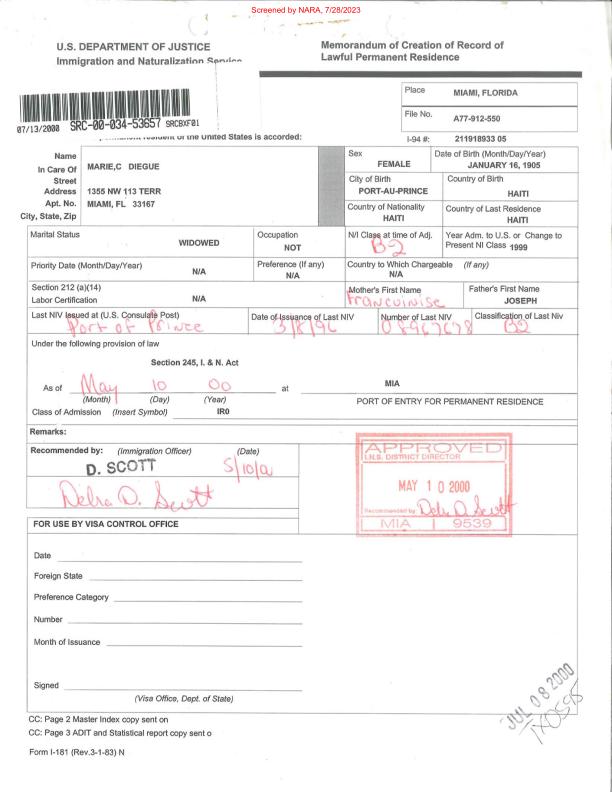 Screened by NARA, 7/28/2023
U.S. DEPARTMENT OF JUSTICE
Immigration and Naturalization Service
Memorandum of Creation of Record of
Lawful Permanent Residence
07/13/2000 SRC-00-034-53657 SRCBXF01
Place MIAMI, FLORIDA
File No. A77-912-550
resident of the United States is accorded:
I-94 #: 211918933 05
Name MARIE,C DIEGUE
In Care Of
Street
Address 1355 NW 113 TERR
Apt. No. MIAMI, FL 33167
City, State, Zip
Sex FEMALE
Date of Birth (Month/Day/Year) JANUARY 16, 1905
City of Birth PORT-AU-PRINCE
Country of Birth HAITI
Country of Nationality HAITI
Country of Last Residence HAITI
Marital Status WIDOWED
Occupation NOT
N/I Class at time of Adj. B-2
Year Adm. to U.S. or Change to
Present NI Class 1999
Priority Date (Month/Day/Year) N/A
Preference (If any) N/A
Country to Which Chargeable (If any) N/A
Section 212 (a)(14)
Labor Certification N/A
Mother's First Name Francuinise
Father's First Name JOSEPH
Last NIV Issued at (U.S. Consulate Post) Port of Prince
Date of Issuance of Last NIV 3/8/96
Number of Last NIV 08967678
Classification of Last Niv B2
Under the following provision of law
Section 245, I. & N. Act
As of May 10 00 at MIA
(Month) (Day) (Year) PORT OF ENTRY FOR PERMANENT RESIDENCE
Class of Admission (Insert Symbol) IR0
Remarks:
Recommended by: (Immigration Officer) (Date)
D. SCOTT 5/10/0
Debra D. Scott
APPROVED
I.N.S. DISTRICT DIRECTOR
MAY 10 2000
Recommended by Debra D. Scott
MIA 9539
FOR USE BY VISA CONTROL OFFICE
Date
Foreign State
Preference Category
Number
Month of Issuance
Signed
(Visa Office, Dept. of State)
JUL 08 2000
TX0595
CC: Page 2 Master Index copy sent on
CC: Page 3 ADIT and Statistical report copy sent o
Form I-181 (Rev.3-1-83) N